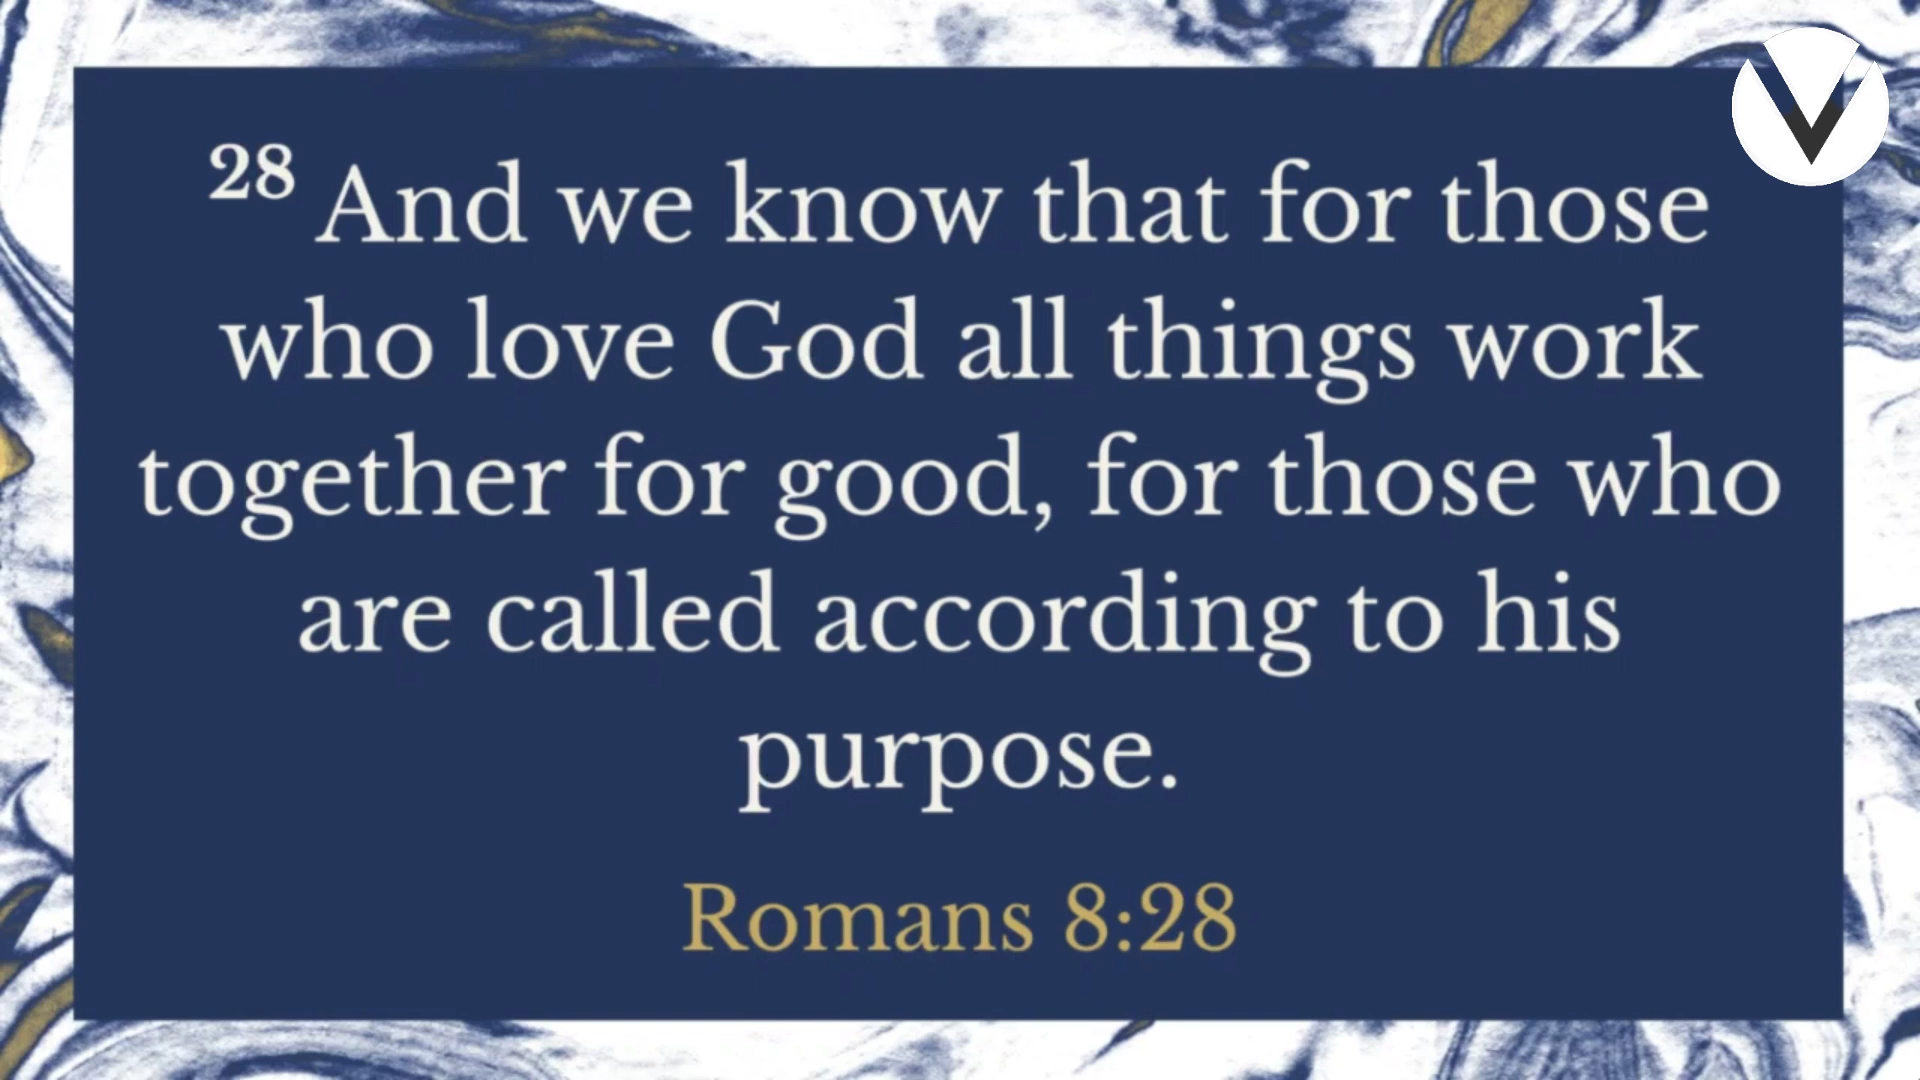 28 And we know that for those
who love God all things work
together for good, for those who
are called according to his
purpose.
Romans 8:28